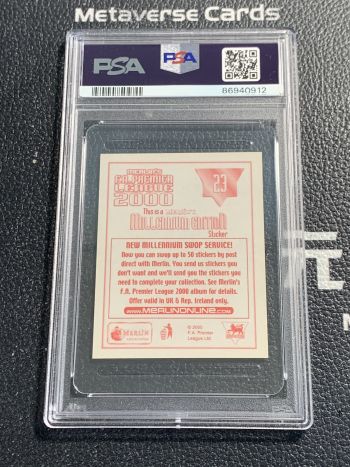 Metaverse Cards
PSA
PSA
86940912
MERLIN'S
F.A. PREMIER
LEAGUE
2000
23
This is a MERLIN'S
MILLENNIUM EDITION
Sticker
NEW MILLENNIUM SWOP SERVICE!
Now you can swop up to 50 stickers by
post direct with Merlin. You send us stickers you
don't want and we'll send you the stickers you
need to complete your collection. See Merlin's
F.A. Premier League 2000 album for details.
Offer valid in UK & Rep. Ireland only.
WWW.MERLINONLINE.COM
MERLIN
© 2000
F.A. Premier
League Ltd.